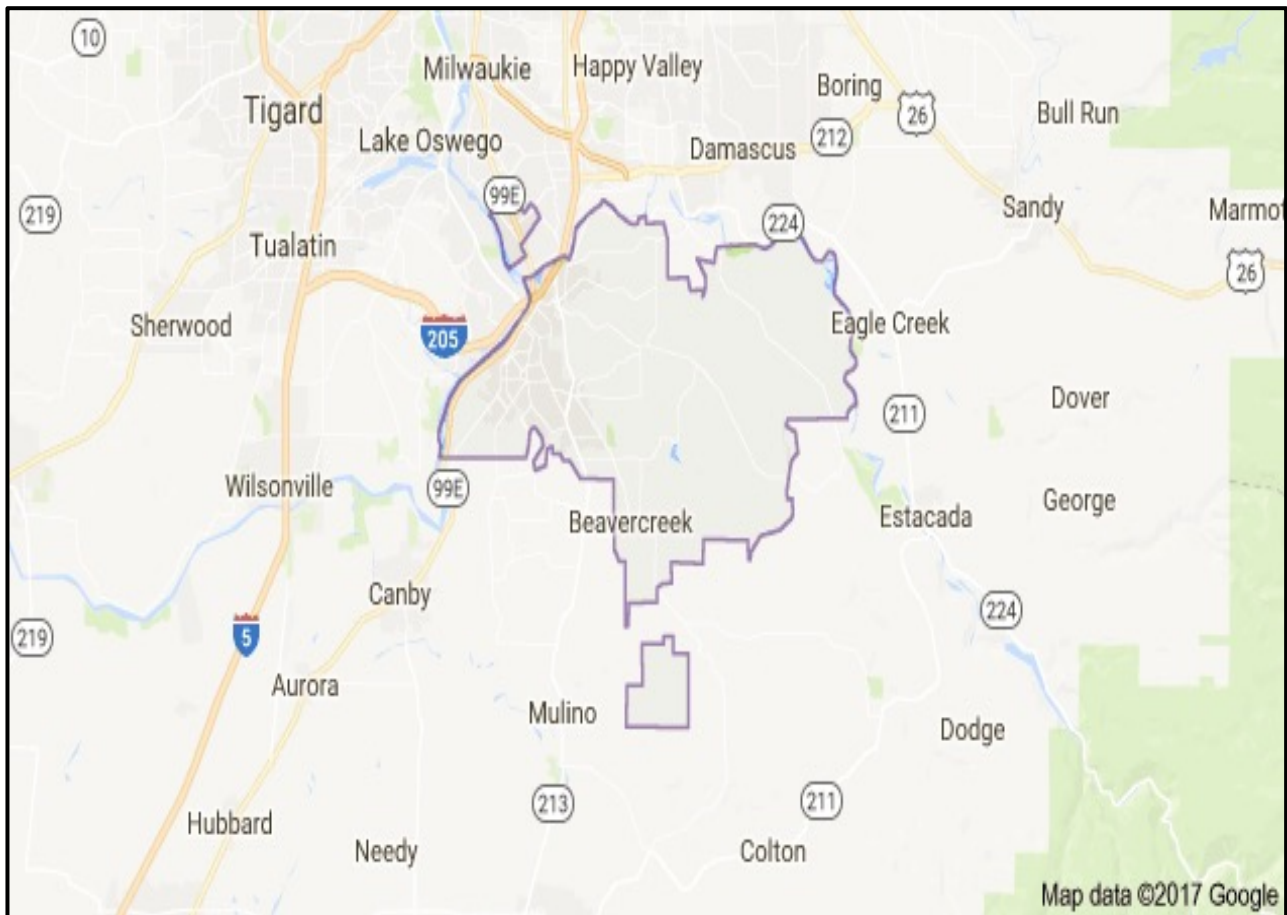 10
Milwaukie
Happy Valley
Boring
Tigard
26
Bull Run
Lake Oswego
Damascus
212
99E
219
Sandy
Marmot
224
Tualatin
26
Sherwood
205
Eagle Creek
Dover
211
Wilsonville
99E
Beavercreek
Estacada
George
Canby
224
219
5
Aurora
Mulino
Dodge
213
211
Hubbard
Needy
Colton
Map data ©2017 Google